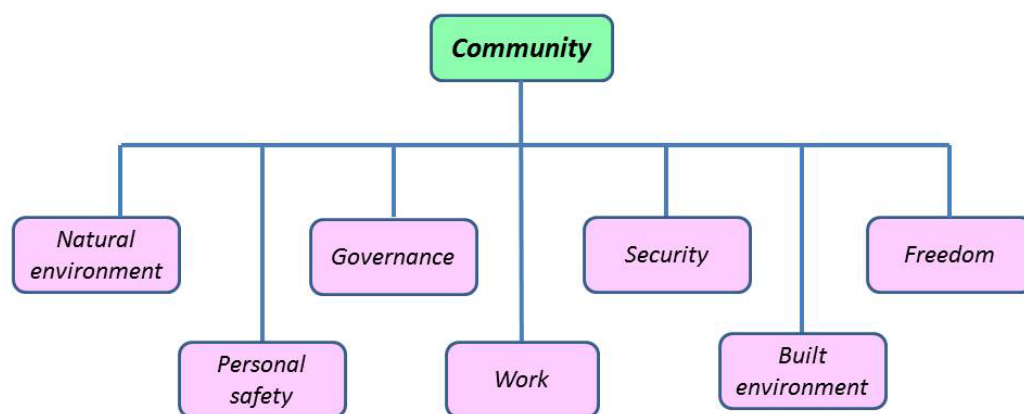 Community
Natural
environment
Governance
Security
Freedom
Personal
safety
Work
Built
environment